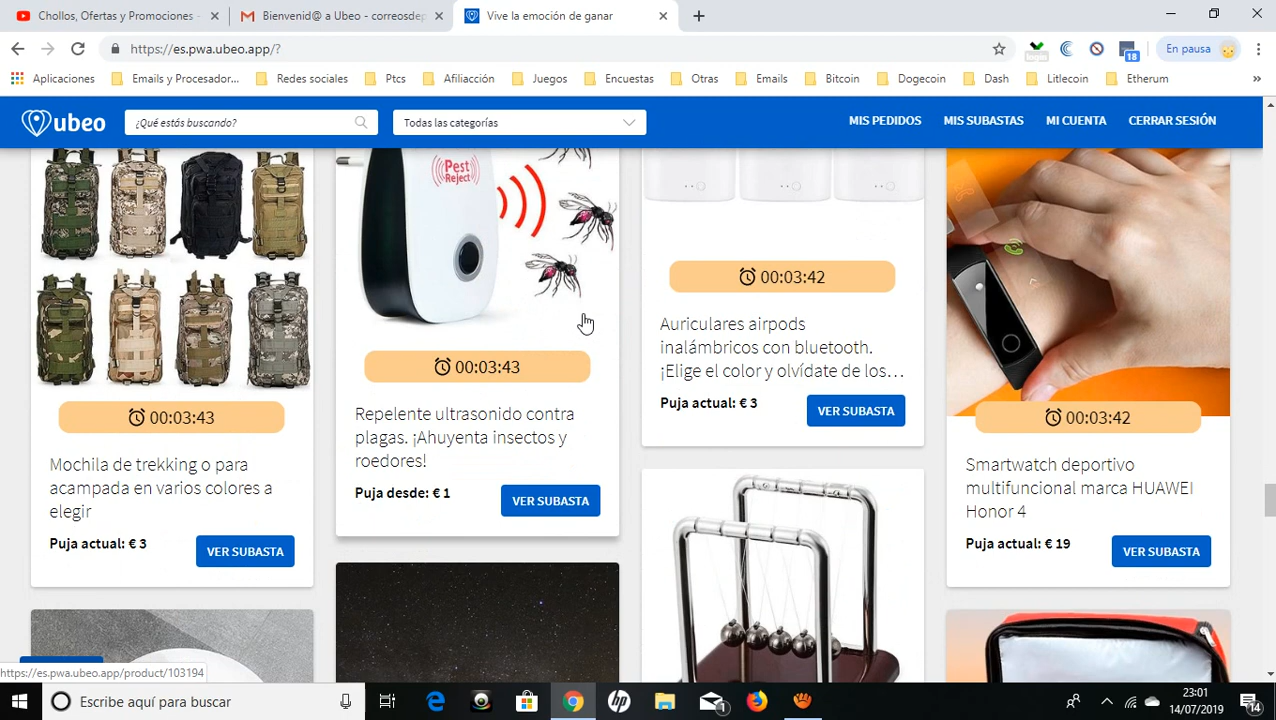 Chollos, Ofertas y Promociones -
Bienvenid@ a Ubeo - correosdep
Vive la emoción de ganar
https://es.pwa.ubeo.app/?
18
En pausa
Aplicaciones
Emails y Procesador...
Redes sociales
Ptcs
Afiliacción
Juegos
Encuestas
Otras
Emails
Bitcoin
Dogecoin
Dash
Litlecoin
Etherum
»
ubeo
¿Qué estás buscando?
Todas las categorías
MIS PEDIDOS
MIS SUBASTAS
MI CUENTA
CERRAR SESIÓN
00:03:43
Mochila de trekking o para
acampada en varios colores a
elegir
Puja actual: € 3
VER SUBASTA
Pest
Reject
00:03:43
Repelente ultrasonido contra
plagas. ¡Ahuyenta insectos y
roedores!
Puja desde: € 1
VER SUBASTA
00:03:42
Auriculares airpods
inalámbricos con bluetooth.
¡Elige el color y olvídate de los...
Puja actual: € 3
VER SUBASTA
00:03:42
Smartwatch deportivo
multifuncional marca HUAWEI
Honor 4
Puja actual: € 19
VER SUBASTA
https://es.pwa.ubeo.app/product/103194
Escribe aquí para buscar
hp
1
23:01
14/07/2019
14